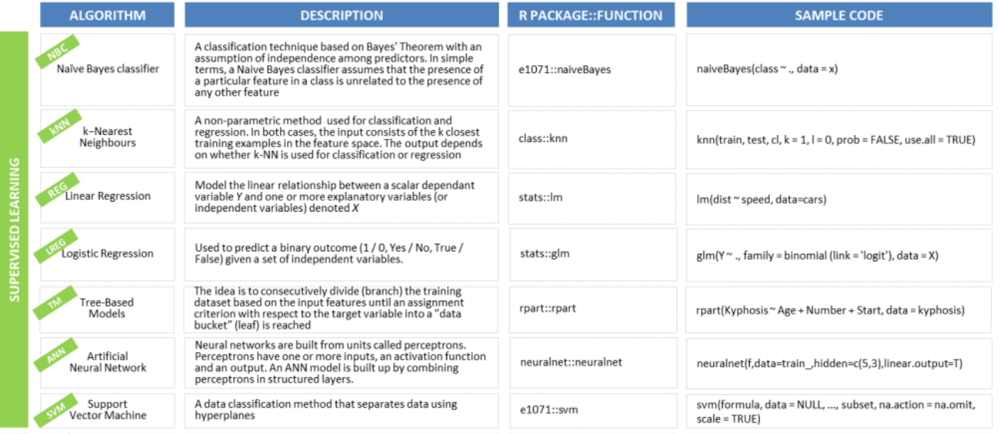 ALGORITHM
DESCRIPTION
R PACKAGE::FUNCTION
SAMPLE CODE
SUPERVISED LEARNING
NBC
Naïve Bayes classifier
A classification technique based on Bayes' Theorem with an
assumption of independence among predictors. In simple
terms, a Naive Bayes classifier assumes that the presence of
a particular feature in a class is unrelated to the presence of
any other feature
e1071::naiveBayes
naiveBayes(class ~ ., data = x)
kNN
k–Nearest
Neighbours
A non-parametric method used for classification and
regression. In both cases, the input consists of the k closest
training examples in the feature space. The output depends
on whether k-NN is used for classification or regression
class::knn
knn(train, test, cl, k = 1, l = 0, prob = FALSE, use.all = TRUE)
REG
Linear Regression
Model the linear relationship between a scalar dependant
variable Y and one or more explanatory variables (or
independent variables) denoted X
stats::lm
lm(dist ~ speed, data=cars)
LREG
Logistic Regression
Used to predict a binary outcome (1 / 0, Yes / No, True /
False) given a set of independent variables.
stats::glm
glm(Y ~ ., family = binomial (link = 'logit'), data = X)
TM
Tree-Based
Models
The idea is to consecutively divide (branch) the training
dataset based on the input features until an assignment
criterion with respect to the target variable into a "data
bucket" (leaf) is reached
rpart::rpart
rpart(Kyphosis ~ Age + Number + Start, data = kyphosis)
ANN
Artificial
Neural Network
Neural networks are built from units called perceptrons.
Perceptrons have one or more inputs, an activation function
and an output. An ANN model is built up by combining
perceptrons in structured layers.
neuralnet::neuralnet
neuralnet(f,data=train_,hidden=c(5,3),linear.output=T)
SVM
Support
Vector Machine
A data classification method that separates data using
hyperplanes
e1071::svm
svm(formula, data = NULL, ..., subset, na.action = na.omit,
scale = TRUE)